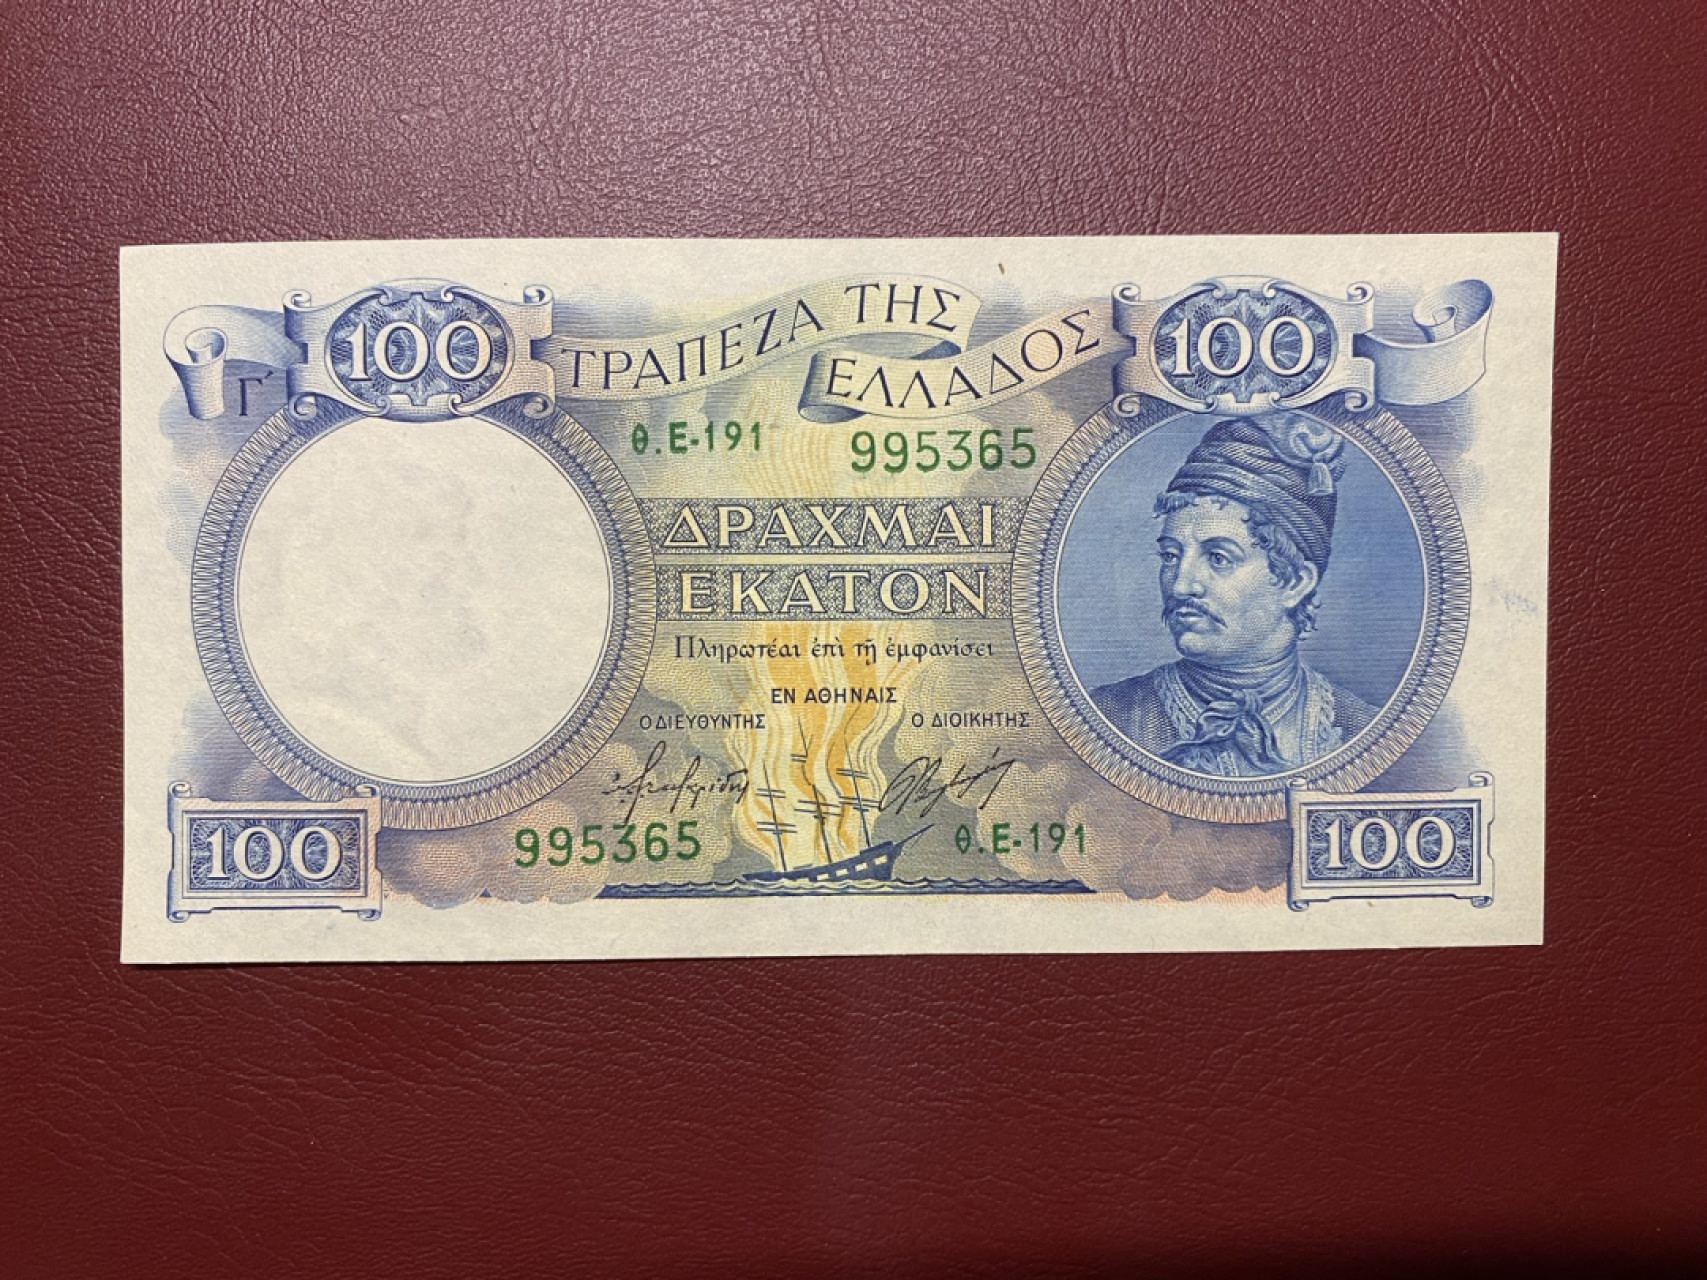 100
ΤΡΑΠΕΖΑ ΤΗΣ
ΕΛΛΑΔΟΣ
100
Γ΄
θ.Ε-191 995365
ΔΡΑΧΜΑΙ
ΕΚΑΤΟΝ
Πληρωτέαι ἐπὶ τῇ ἐμφανίσει
ΕΝ ΑΘΗΝΑΙΣ
Ο ΔΙΕΥΘΥΝΤΗΣ Ο ΔΙΟΙΚΗΤΗΣ
995365 θ.Ε-191
100 100